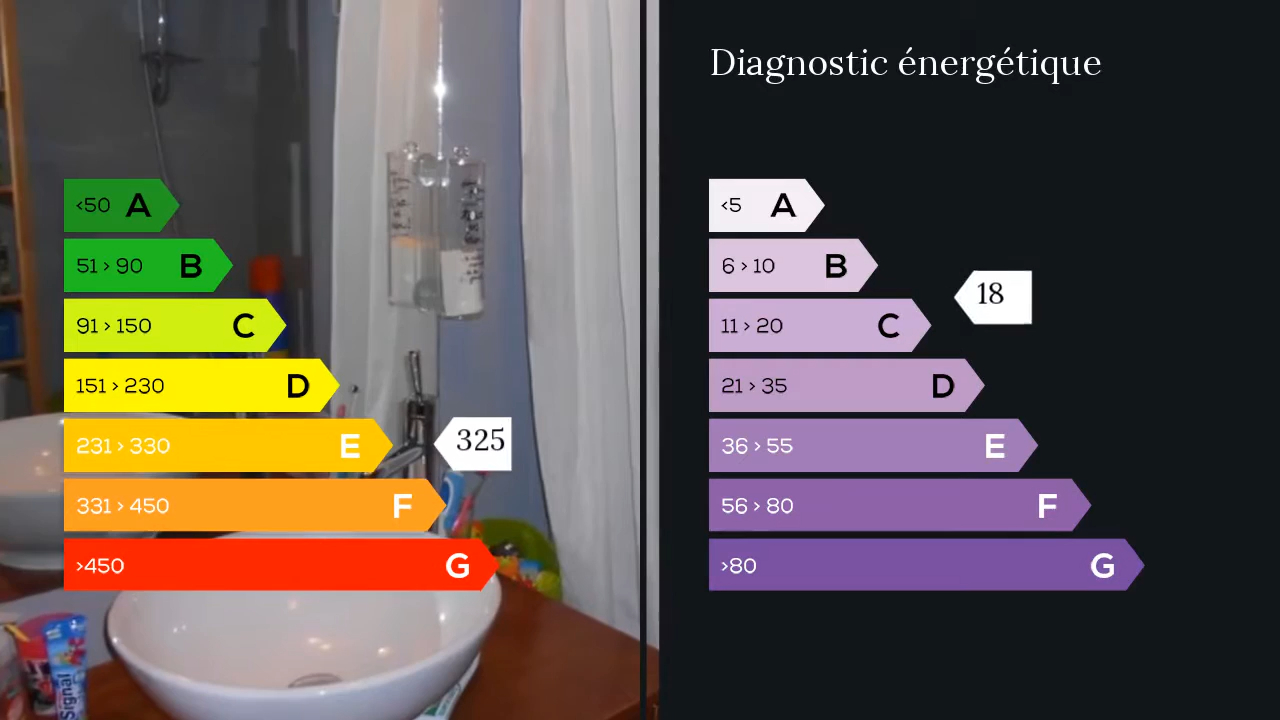 Diagnostic énergétique
<50 A
51 > 90 B
91 > 150 C
151 > 230 D
231 > 330 E
325
331 > 450 F
>450 G
<5 A
6 > 10 B
18
11 > 20 C
21 > 35 D
36 > 55 E
56 > 80 F
>80 G
Signal